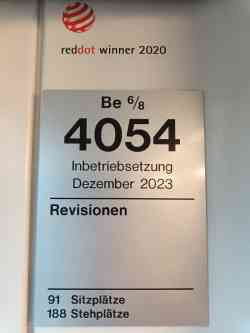 reddot winner 2020
Be 6/8
4054
Inbetriebsetzung
Dezember 2023
Revisionen
91 Sitzplätze
188 Stehplätze